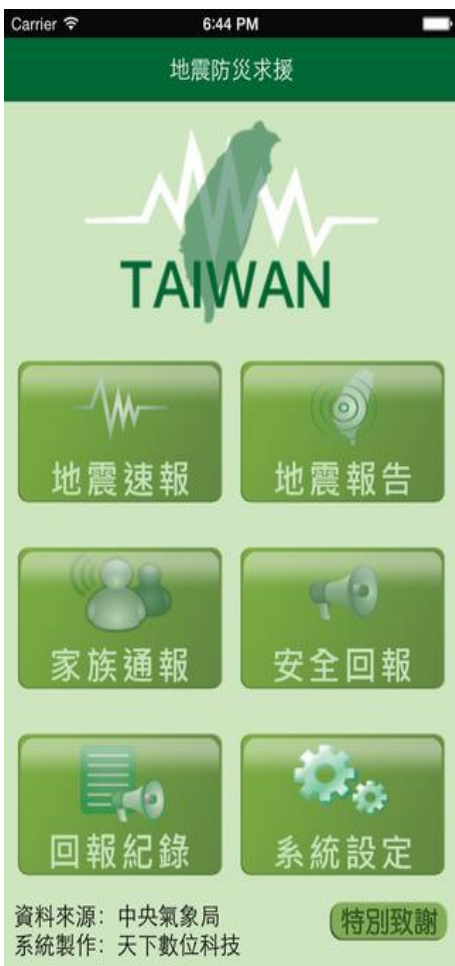 Carrier 6:44 PM
地震防災求援
TAIWAN
地震速報
地震報告
家族通報
安全回報
回報紀錄
系統設定
資料來源：中央氣象局
系統製作：天下數位科技
特別致謝